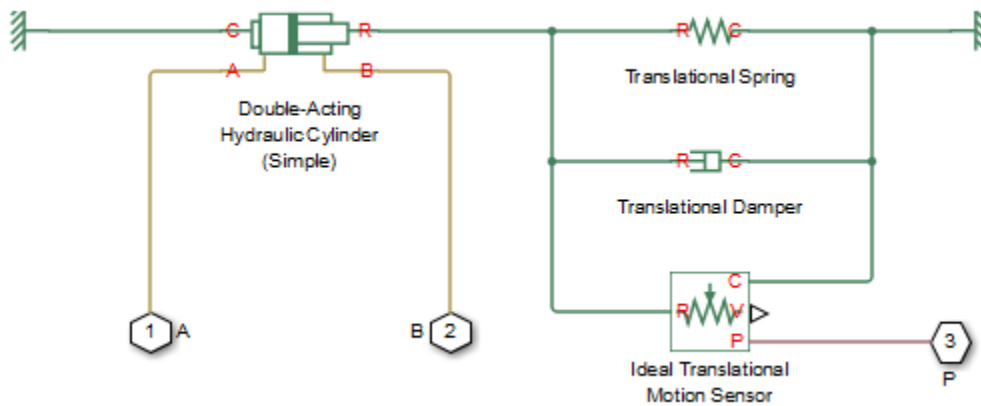 C R R C
A B Translational Spring
Double-Acting
Hydraulic Cylinder
(Simple)
R C
Translational Damper
C
R V
1 A B 2 P 3
Ideal Translational
Motion Sensor
P